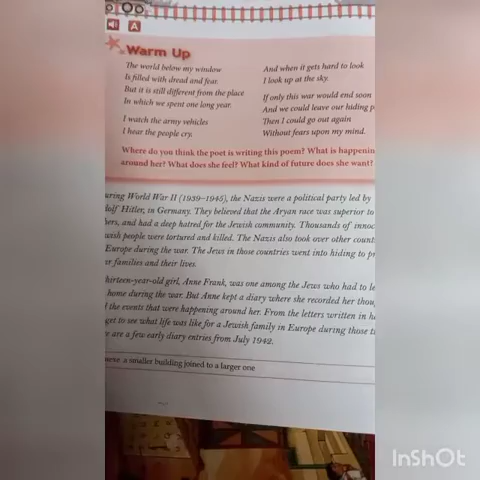 A
Warm Up
The world below my window
Is filled with dread and fear.
But it is still different from the place
In which we spent one long year.
I watch the army vehicles
I hear the people cry.
And when it gets hard to look
I look up at the sky.
If only this war would end soon
And we could leave our hiding p
Then I could go out again
Without fears upon my mind.
Where do you think the poet is writing this poem? What is happenin
around her? What does she feel? What kind of future does she want?
uring World War II (1939–1945), the Nazis were a political party led by
dolf Hitler, in Germany. They believed that the Aryan race was superior to
hers, and had a deep hatred for the Jewish community. Thousands of innoc
wish people were tortured and killed. The Nazis also took over other count
Europe during the war. The Jews in those countries went into hiding to pr
eir families and their lives.
hirteen-year-old girl, Anne Frank, was one among the Jews who had to le
home during the war. But Anne kept a diary where she recorded her thou
the events that were happening around her. From the letters written in he
get to see what life was like for a Jewish family in Europe during those t
e are a few early diary entries from July 1942.
nexe: a smaller building joined to a larger one
InShOt